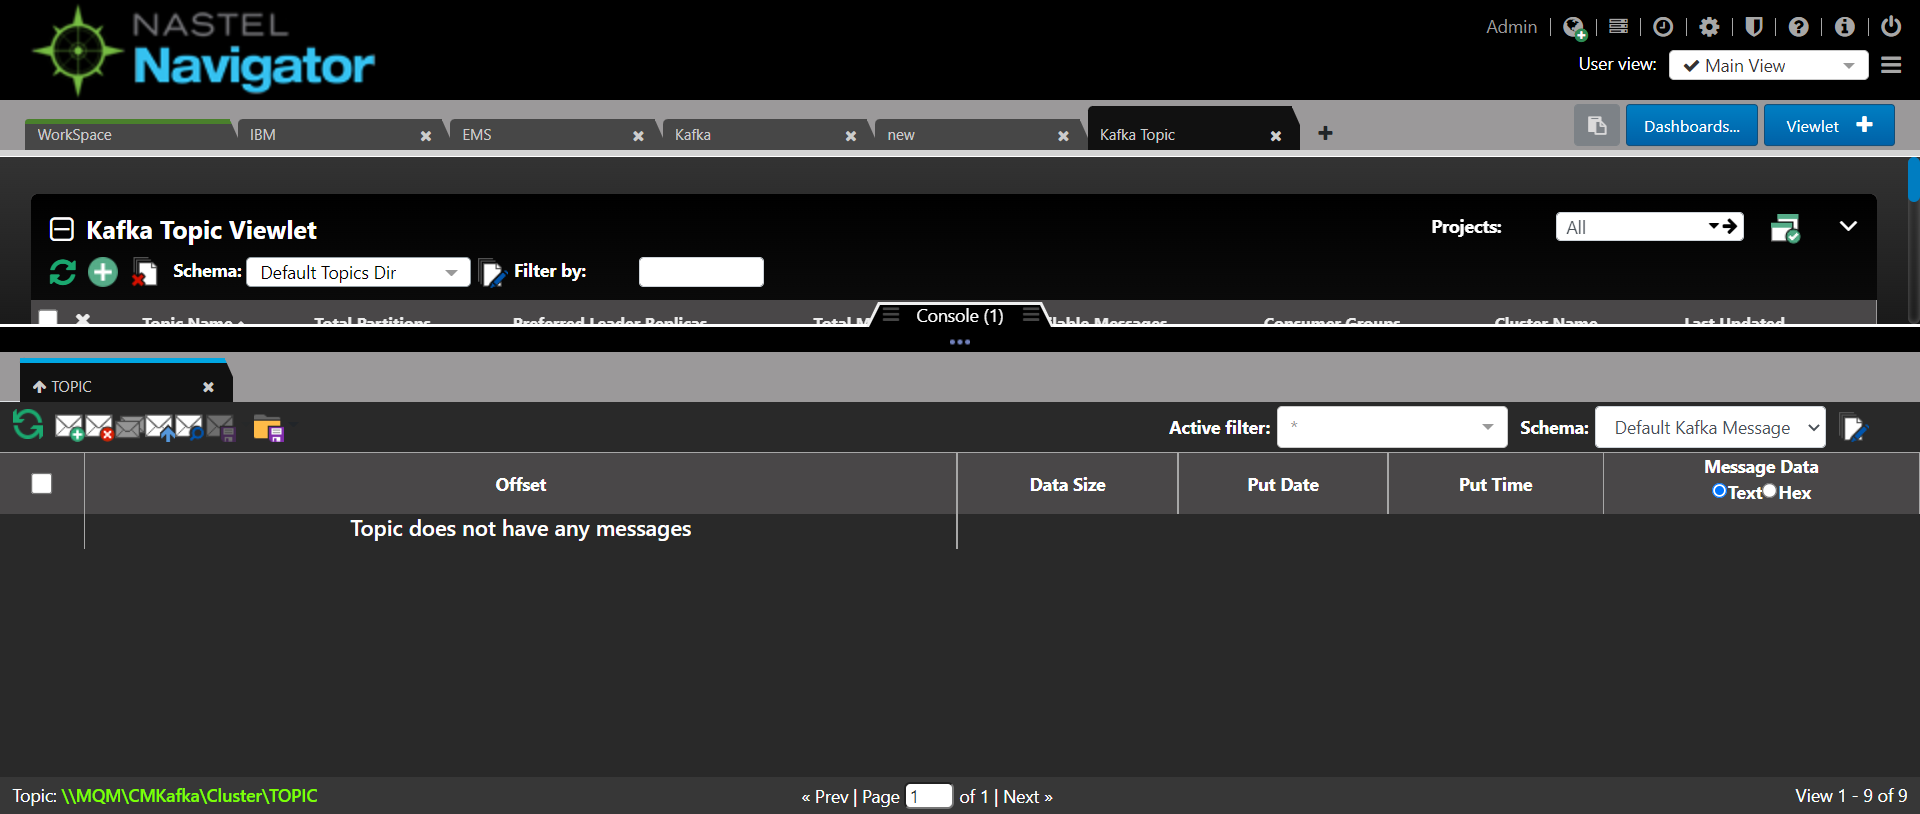 NASTEL
Navigator
Admin
User view: Main View
WorkSpace
IBM
EMS
Kafka
new
Kafka Topic
Dashboards...
Viewlet
Kafka Topic Viewlet
Projects: All
Schema: Default Topics Dir
Filter by:
Topic Name
Total Partitions
Preferred Leader Replicas
Total M
Console (1)
lable Messages
Consumer Groups
Cluster Name
Last Updated
TOPIC
Active filter: *
Schema: Default Kafka Message
Offset
Data Size
Put Date
Put Time
Message Data
Text Hex
Topic does not have any messages
Topic: \\MQM\CMKafka\Cluster\TOPIC
« Prev | Page 1 of 1 | Next »
View 1 - 9 of 9